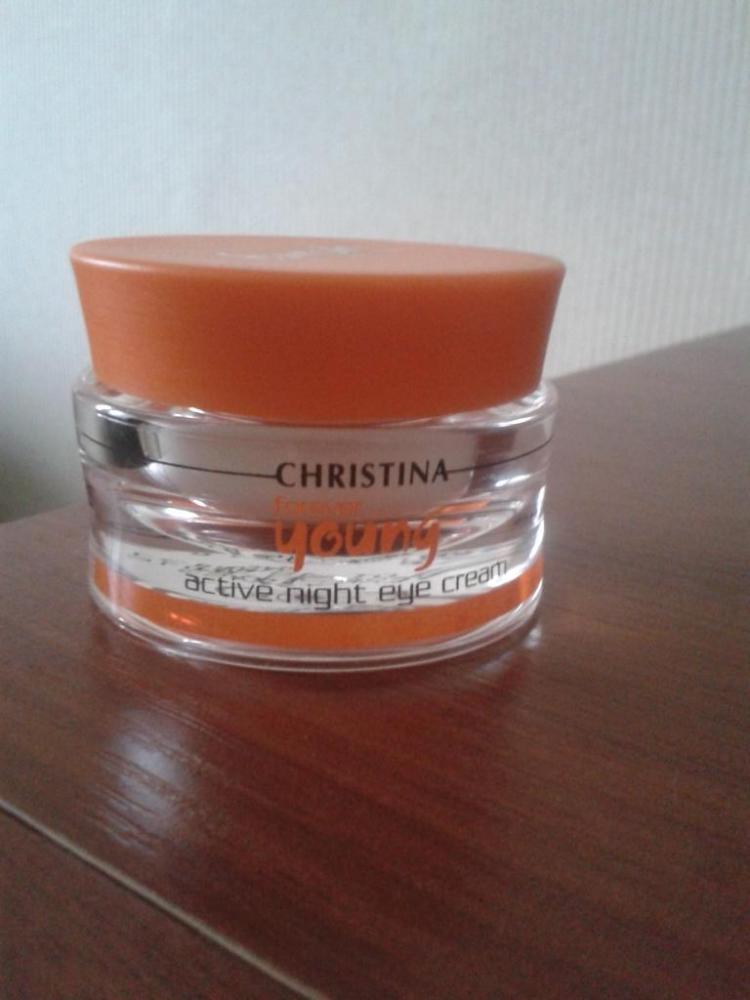 CHRISTINA
forever
young
active night eye cream